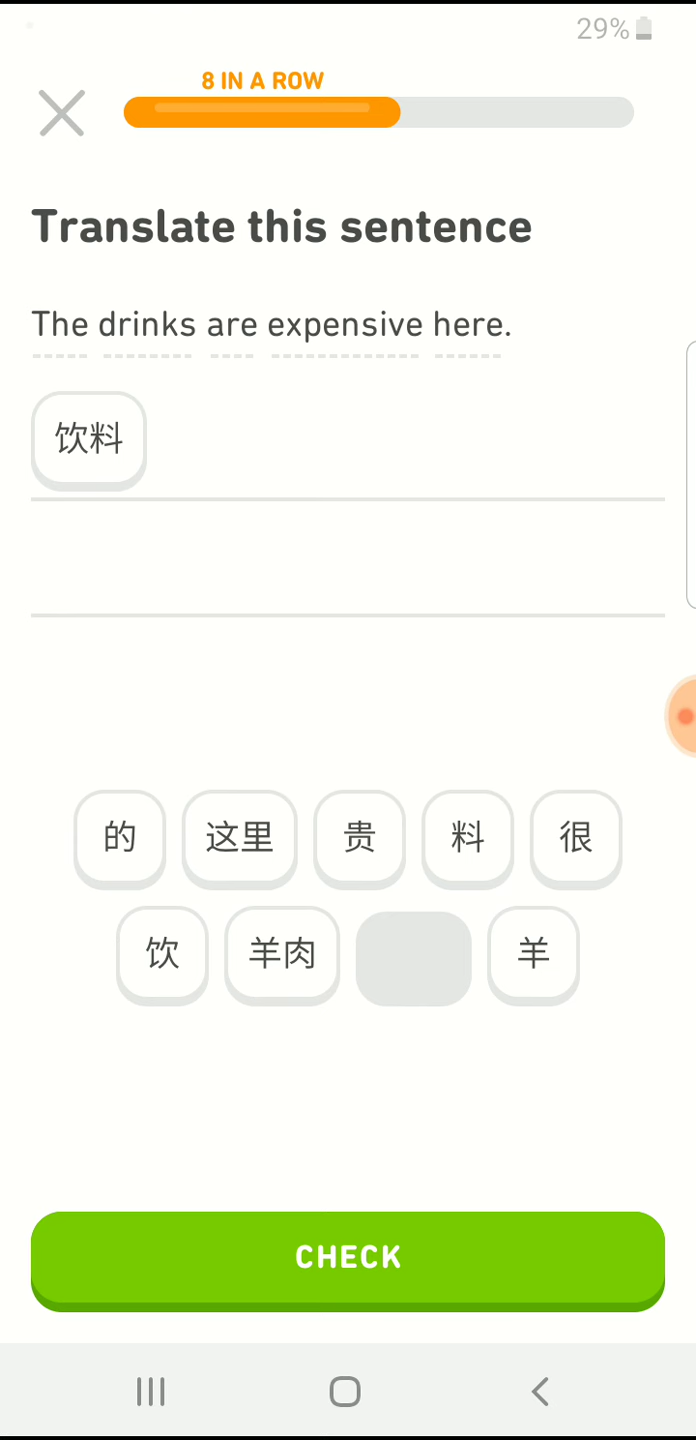 29%
8 IN A ROW
Translate this sentence
The drinks are expensive here.
饮料
的 这里 贵 料 很
饮 羊肉 羊
CHECK